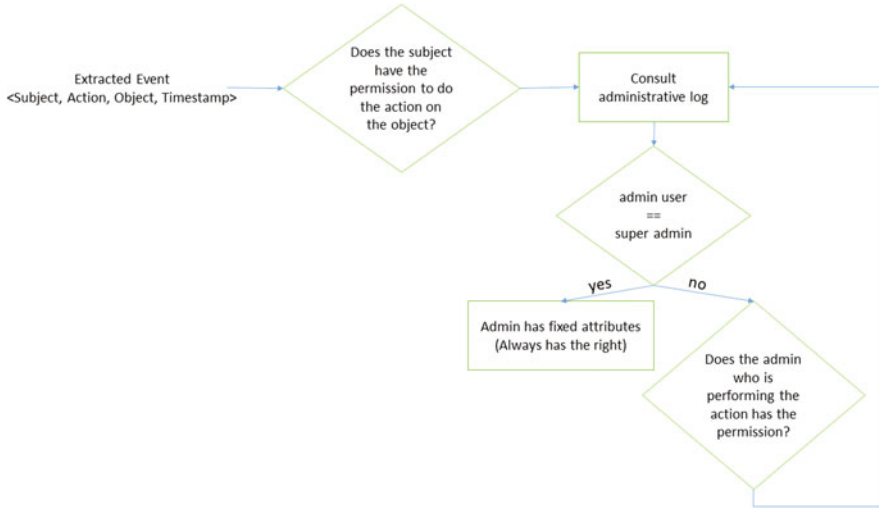 Extracted Event
<Subject, Action, Object, Timestamp>
Does the subject
have the
permission to do
the action on
the object?
Consult
administrative log
admin user
==
super admin
yes
no
Admin has fixed attributes
(Always has the right)
Does the admin
who is
performing the
action has the
permission?